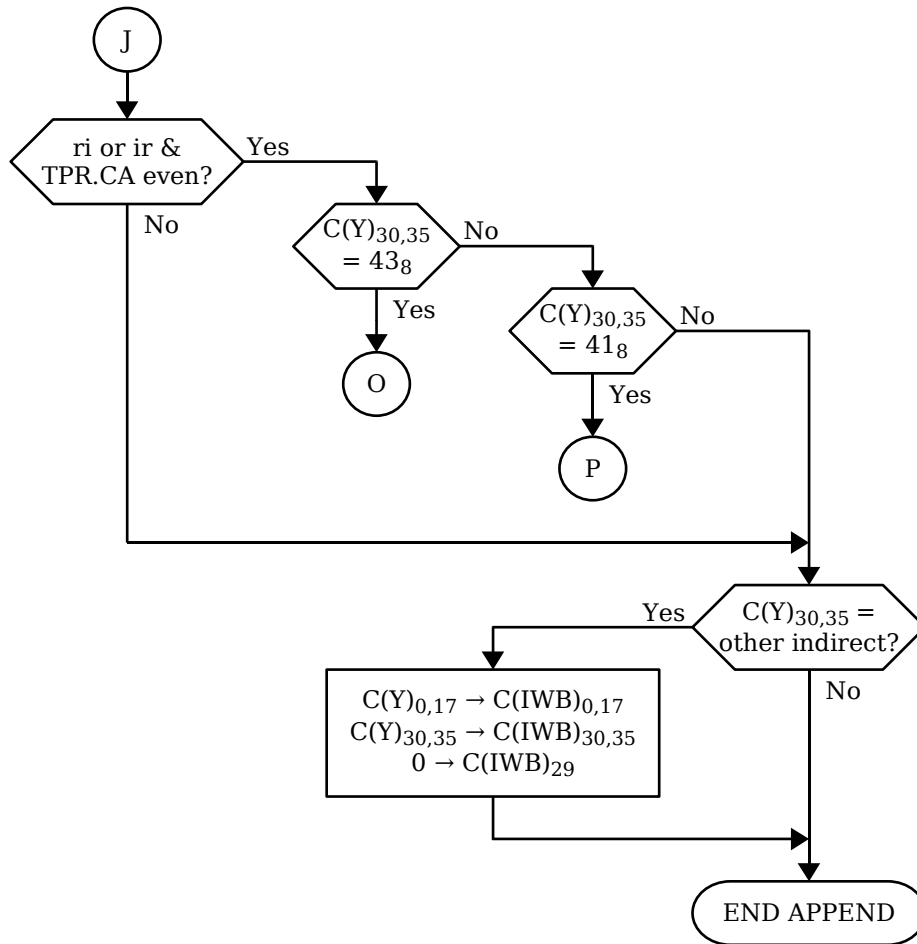 J
ri or ir &
TPR.CA even?
Yes
No
C(Y)30,35
= 438
No
Yes
O
C(Y)30,35
= 418
No
Yes
P
C(Y)30,35 =
other indirect?
Yes
No
C(Y)0,17 → C(IWB)0,17
C(Y)30,35 → C(IWB)30,35
0 → C(IWB)29
END APPEND